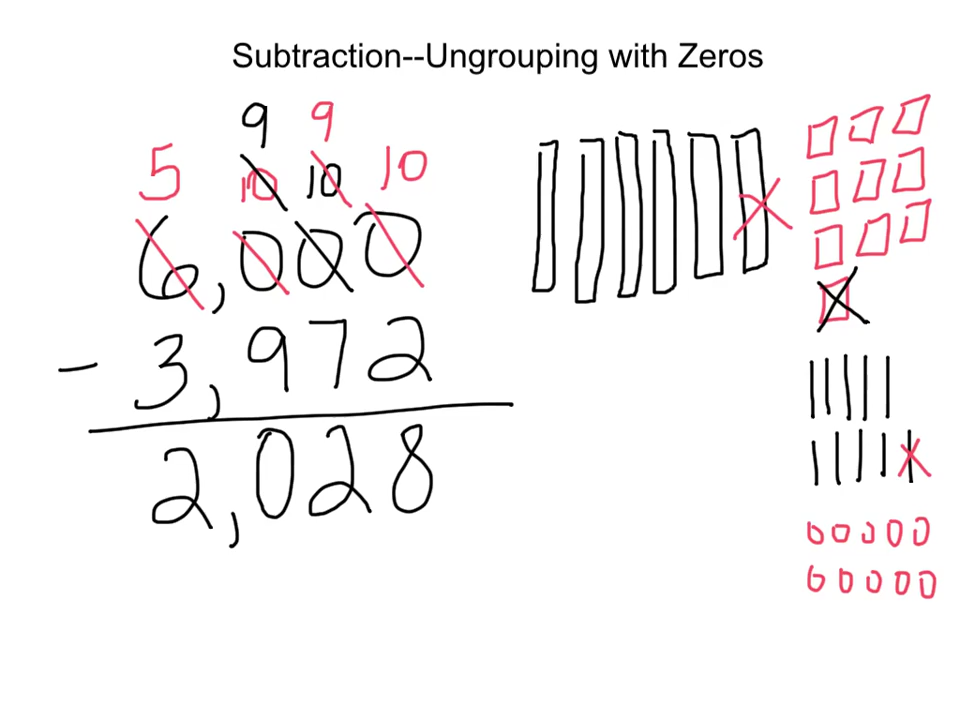 Subtraction--Ungrouping with Zeros
9 9
5 10 10 10
6,000
- 3,972
2,028